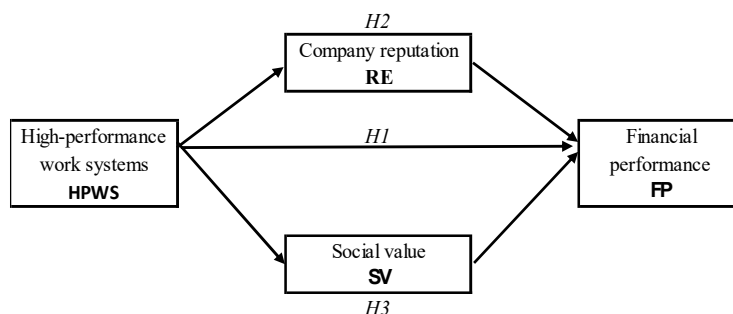 H2
Company reputation
RE
High-performance
work systems
HPWS
H1
Financial
performance
FP
Social value
SV
H3